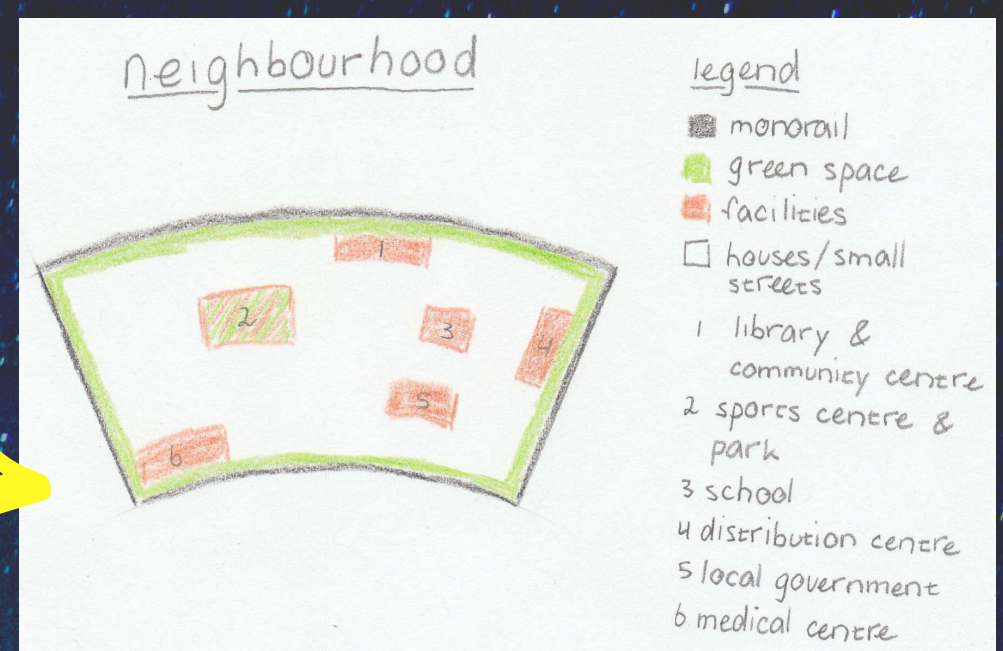 neighbourhood
1
2
3
4
5
6
legend
monorail
green space
facilities
houses/small
streets
1 library &
community centre
2 sports centre &
park
3 school
4 distribution centre
5 local government
6 medical centre